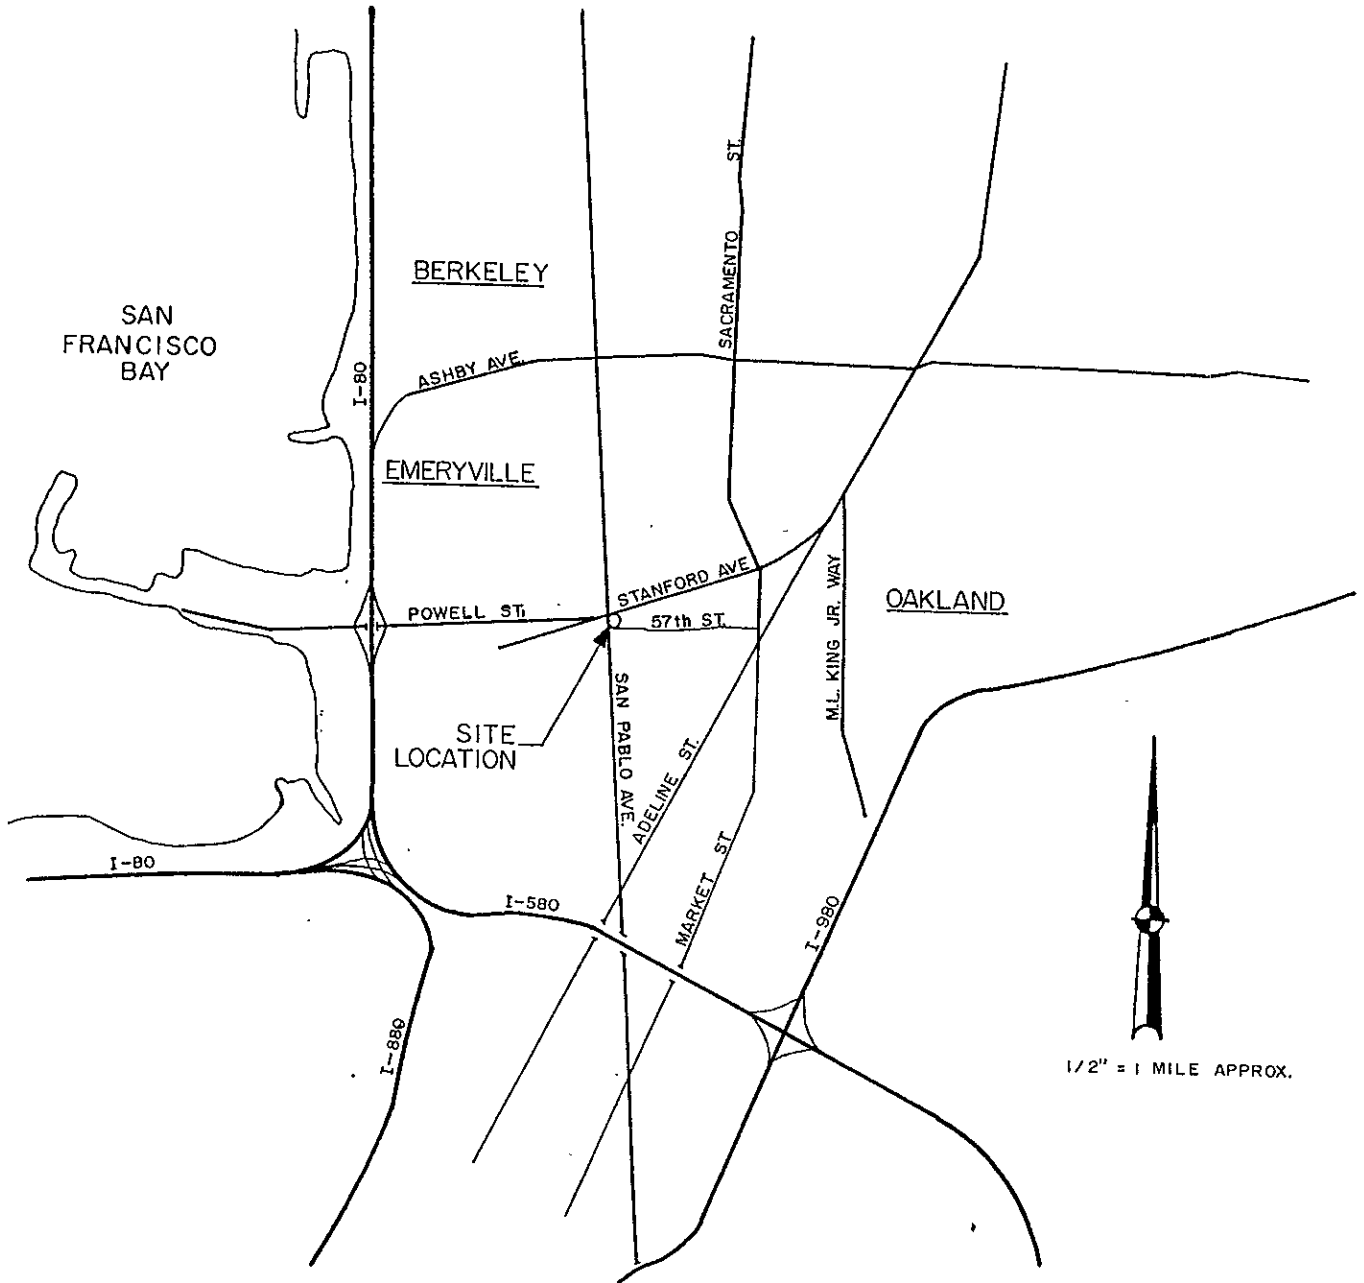 ST.
BERKELEY
SACRAMENTO
SAN
FRANCISCO
BAY
I-80
ASHBY AVE.
EMERYVILLE
STANFORD AVE
M.L. KING JR. WAY
OAKLAND
POWELL ST.
57th ST.
SITE
LOCATION
SAN PABLO AVE.
ADELINE ST.
MARKET ST
I-80
I-580
I-980
I-880
1/2" = 1 MILE APPROX.